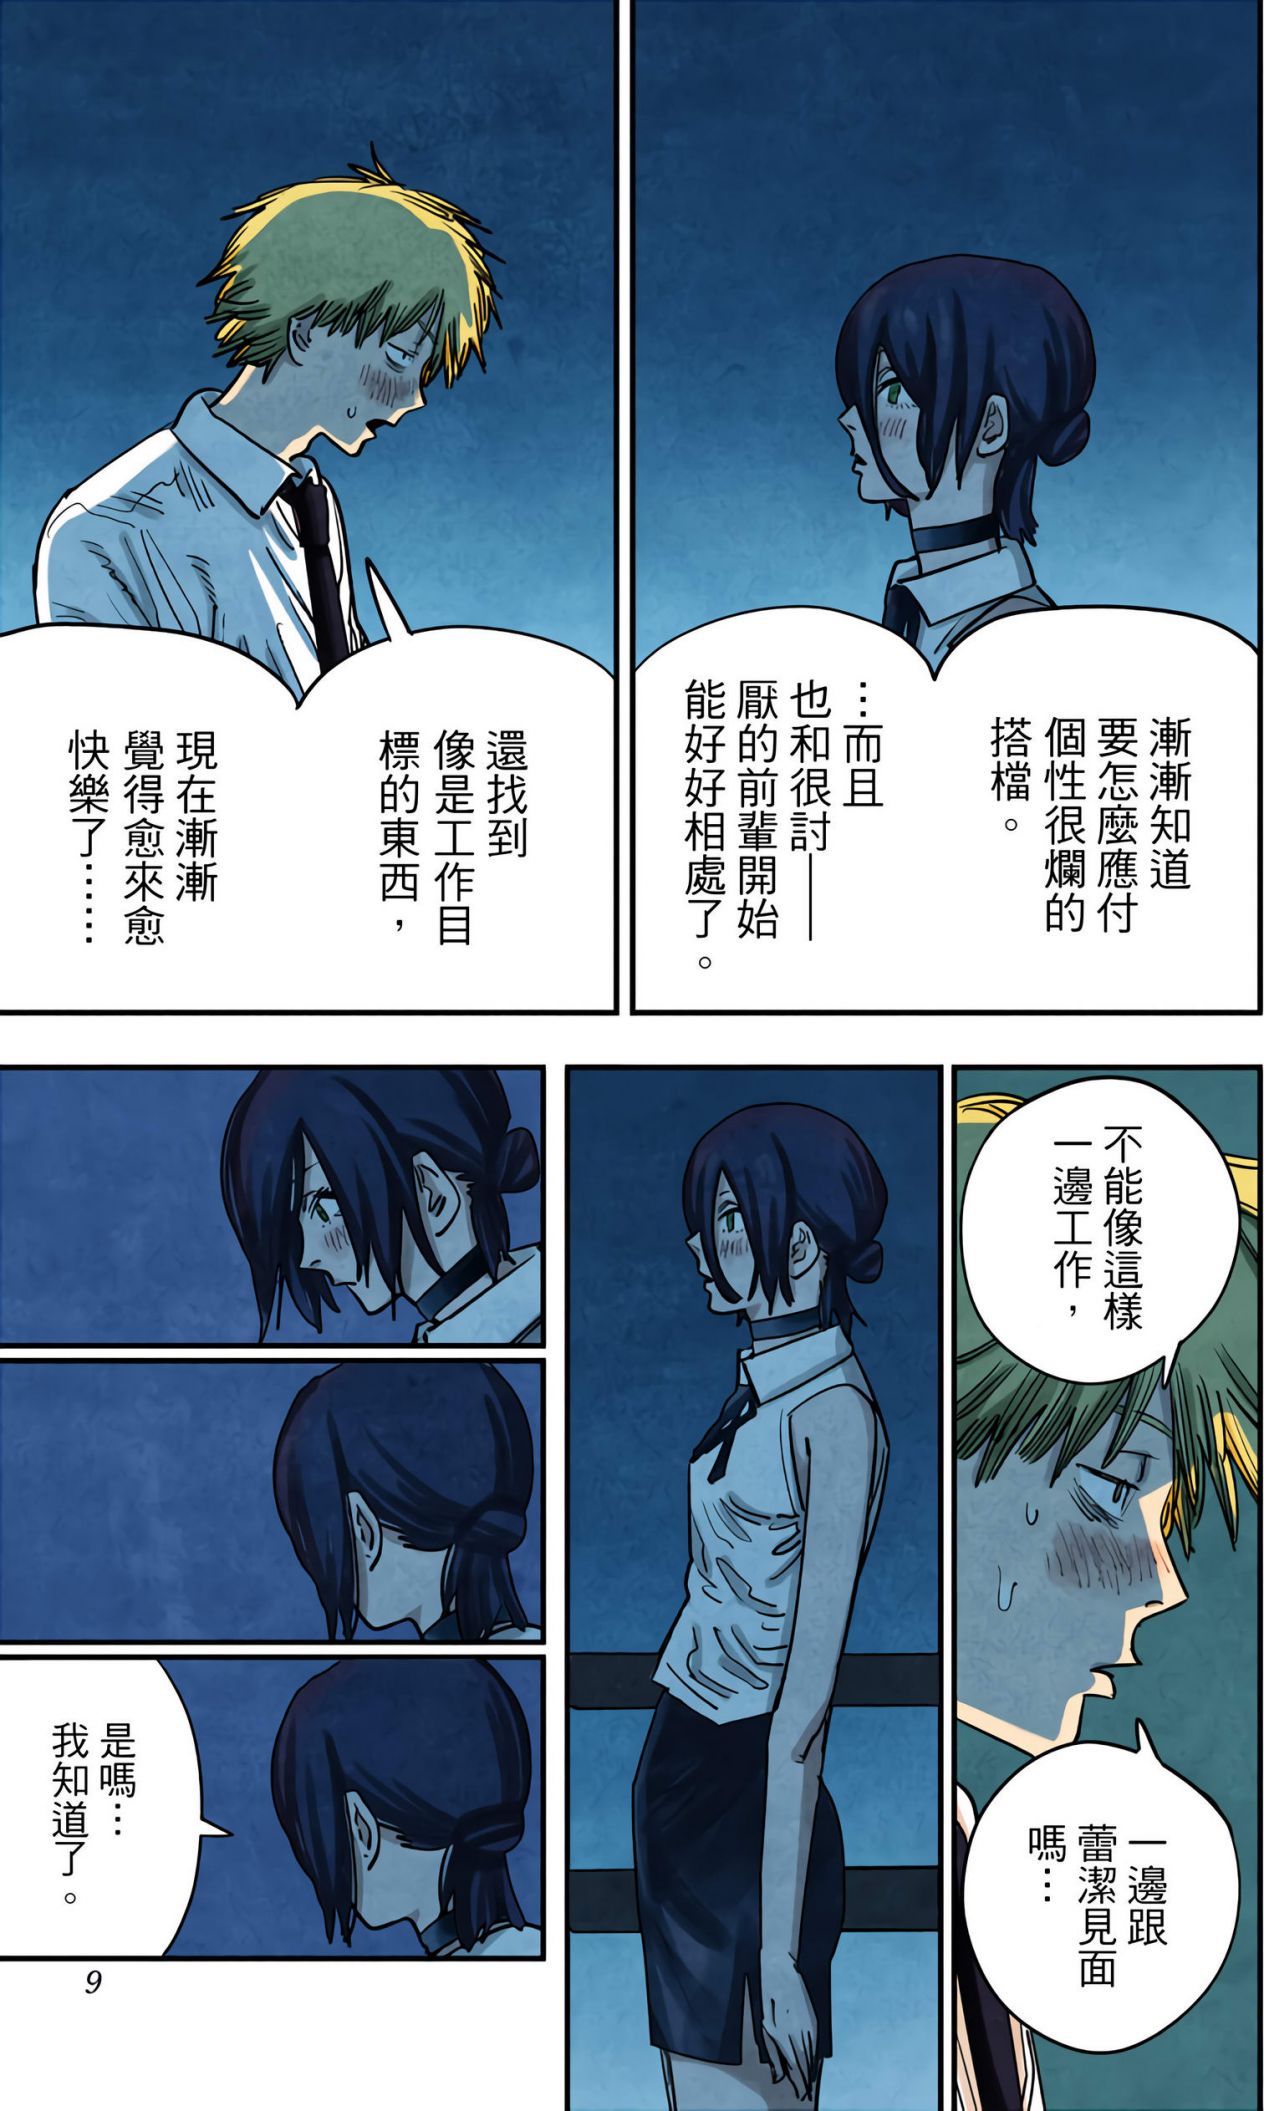 漸漸知道
要怎麼應付
個性很爛的
搭檔。
…而且
也和很討——
厭的前輩開始
能好好相處了。
還找到
像是工作目
標的東西，
現在漸漸
覺得愈來愈
快樂了……
不能像這樣
一邊工作，
一邊跟
蕾潔見面
嗎…
是嗎…
我知道了。
9